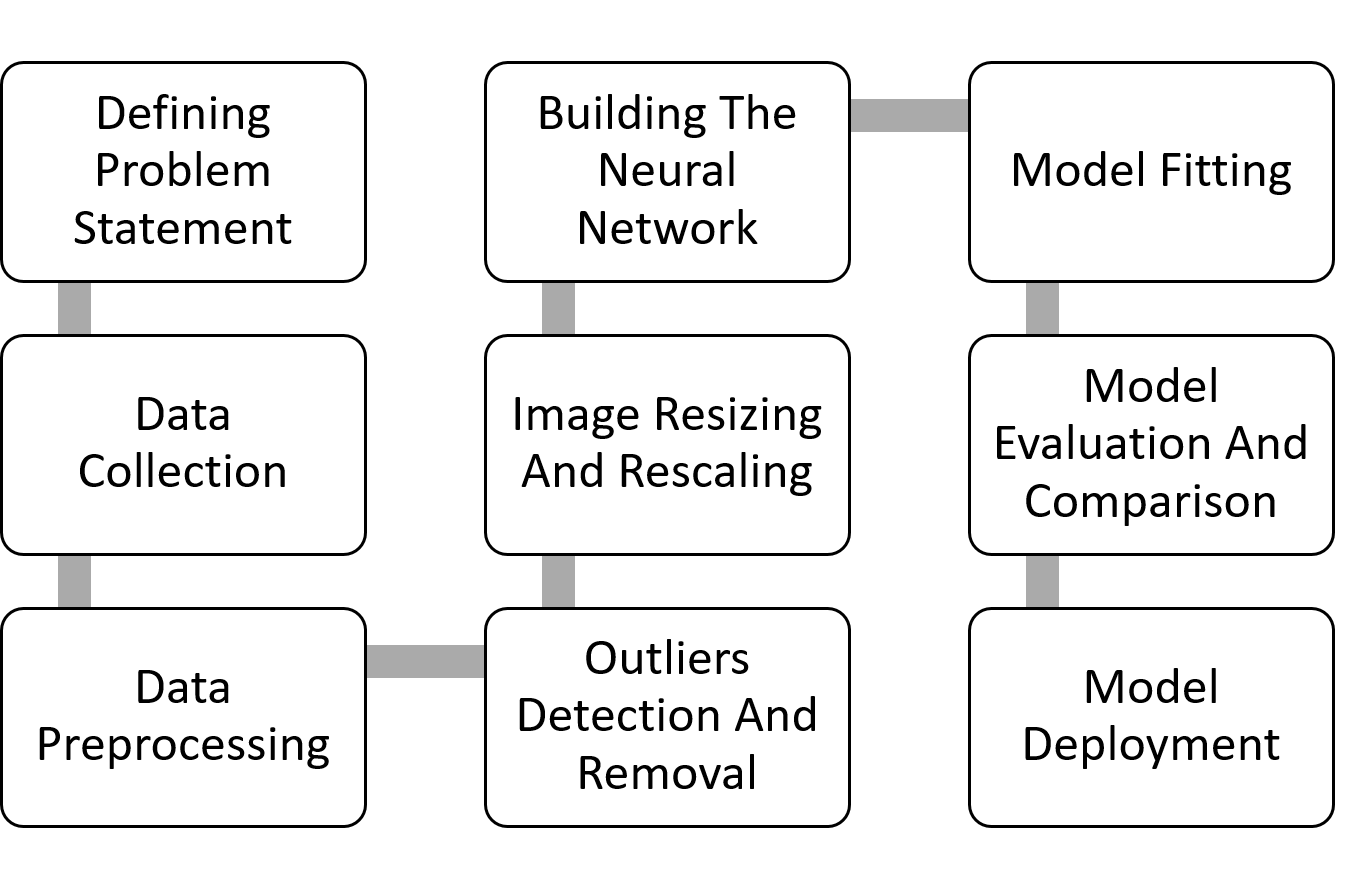 Defining
Problem
Statement
Data
Collection
Data
Preprocessing
Outliers
Detection And
Removal
Image Resizing
And Rescaling
Building The
Neural
Network
Model Fitting
Model
Evaluation And
Comparison
Model
Deployment